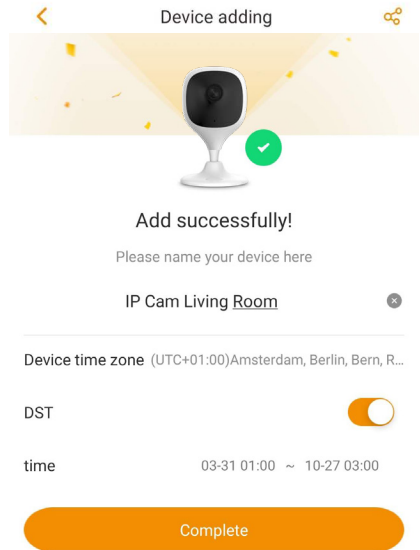 Device adding
Add successfully!
Please name your device here
IP Cam Living Room
Device time zone (UTC+01:00)Amsterdam, Berlin, Bern, R...
DST
time 03-31 01:00 ~ 10-27 03:00
Complete